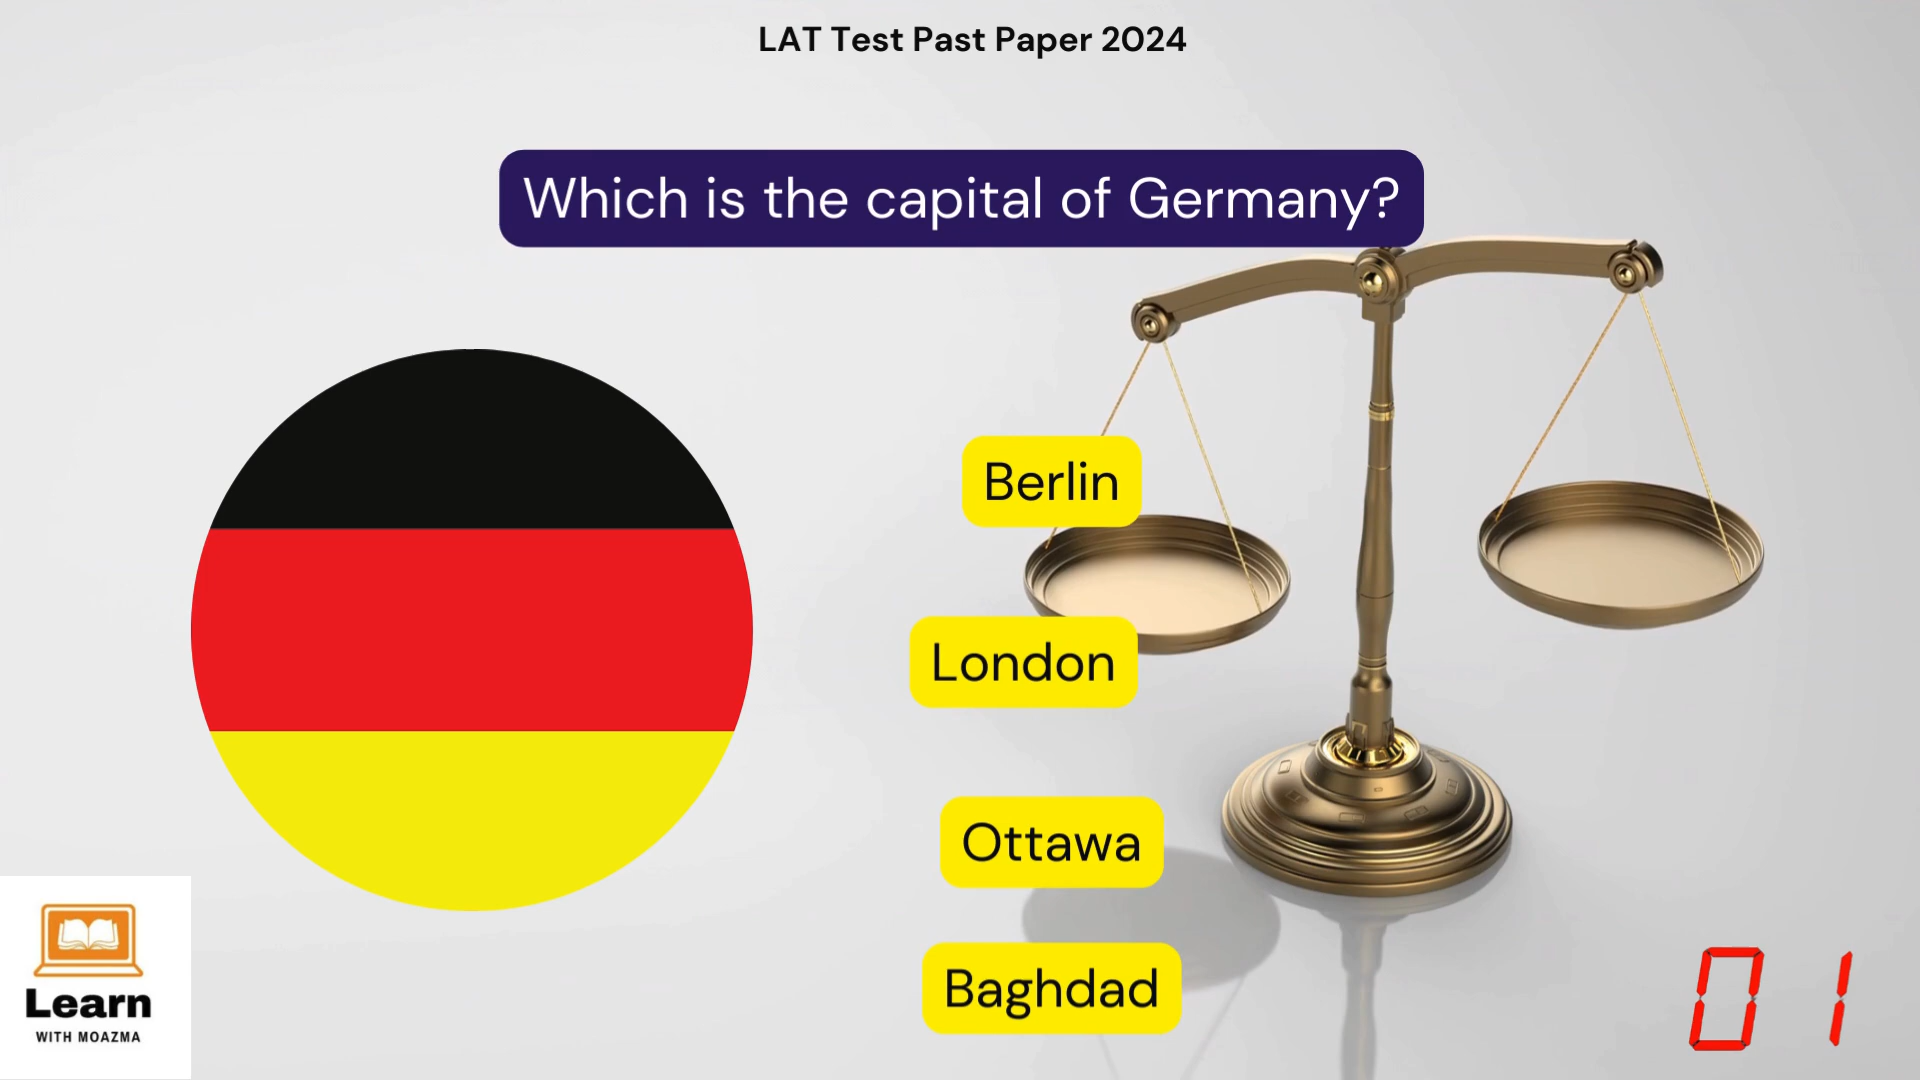 LAT Test Past Paper 2024
Which is the capital of Germany?
Berlin
London
Ottawa
Baghdad
Learn
WITH MOAZMA
01